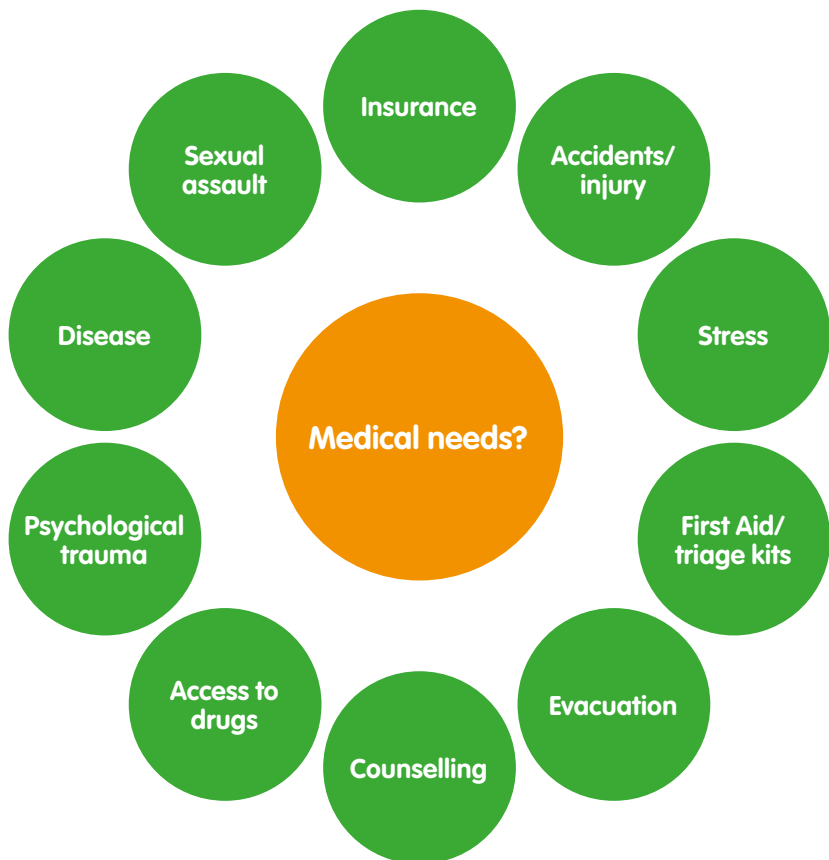 Insurance
Accidents/
injury
Stress
First Aid/
triage kits
Evacuation
Counselling
Access to
drugs
Psychological
trauma
Disease
Sexual
assault
Medical needs?